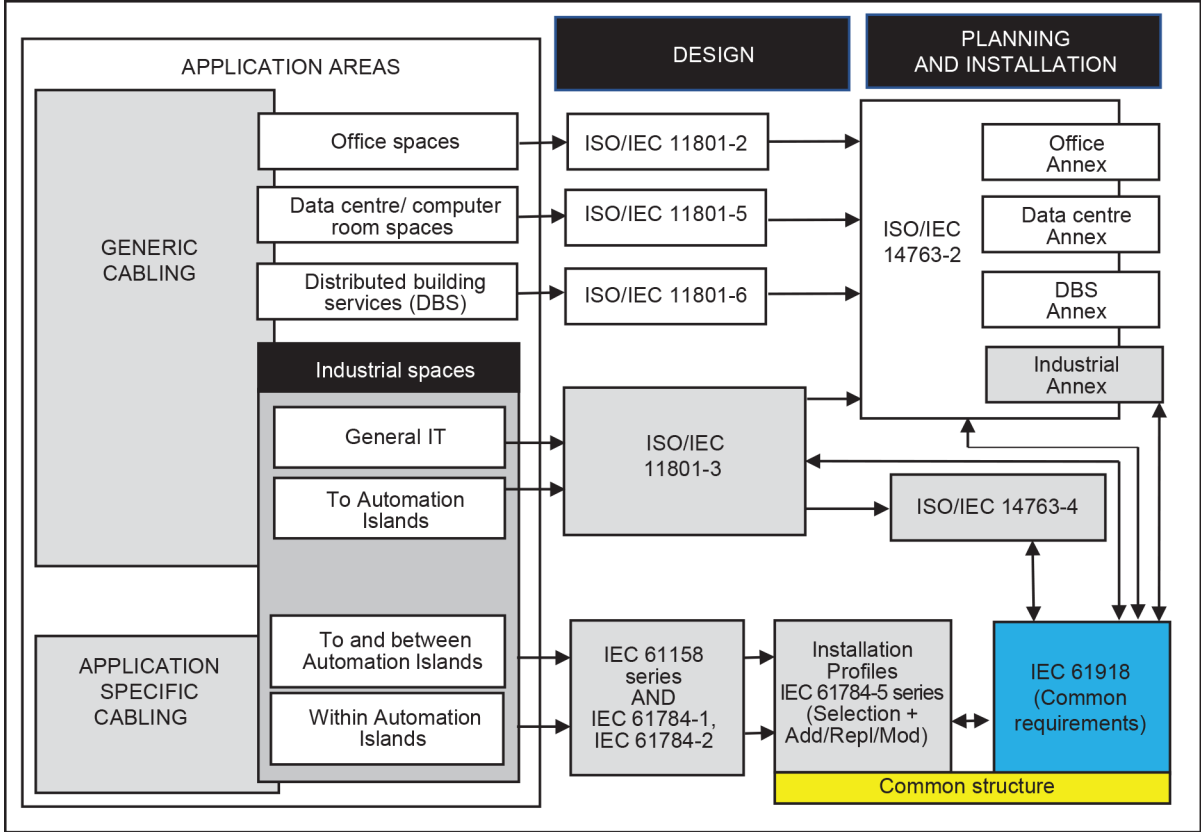 APPLICATION AREAS
DESIGN
PLANNING
AND INSTALLATION
GENERIC
CABLING
Office spaces
ISO/IEC 11801-2
Data centre/ computer
room spaces
ISO/IEC 11801-5
Distributed building
services (DBS)
ISO/IEC 11801-6
ISO/IEC
14763-2
Office
Annex
Data centre
Annex
DBS
Annex
Industrial
Annex
Industrial spaces
General IT
To Automation
Islands
ISO/IEC
11801-3
ISO/IEC 14763-4
APPLICATION
SPECIFIC
CABLING
To and between
Automation Islands
Within Automation
Islands
IEC 61158
series
AND
IEC 61784-1,
IEC 61784-2
Installation
Profiles
IEC 61784-5 series
(Selection +
Add/Repl/Mod)
IEC 61918
(Common
requirements)
Common structure